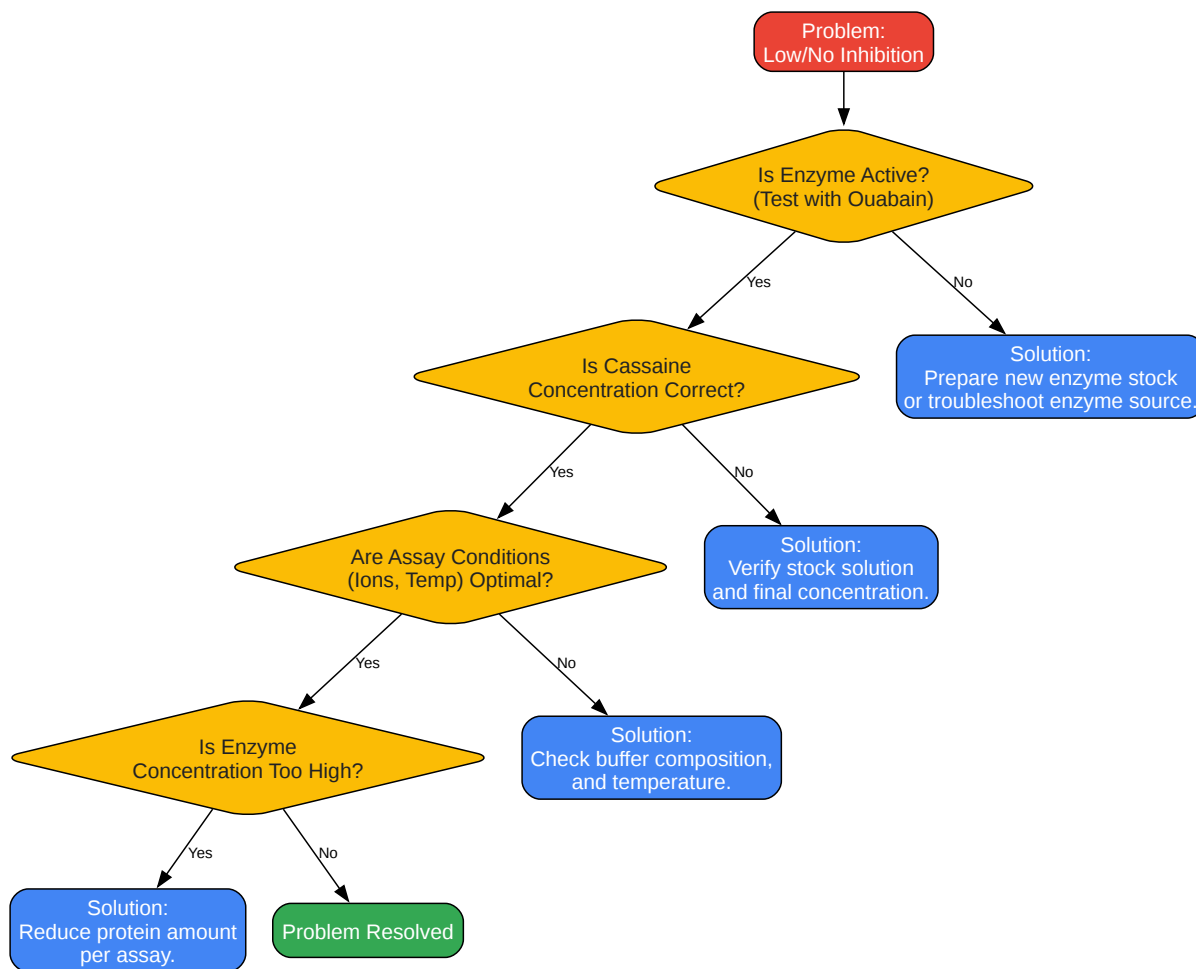 Problem:
Low/No Inhibition
Is Enzyme Active?
(Test with Ouabain)
Yes
No
Is Cassaine
Concentration Correct?
Solution:
Prepare new enzyme stock
or troubleshoot enzyme source.
Yes
No
Are Assay Conditions
(Ions, Temp) Optimal?
Solution:
Verify stock solution
and final concentration.
Yes
No
Is Enzyme
Concentration Too High?
Solution:
Check buffer composition,
and temperature.
Yes
No
Solution:
Reduce protein amount
per assay.
Problem Resolved